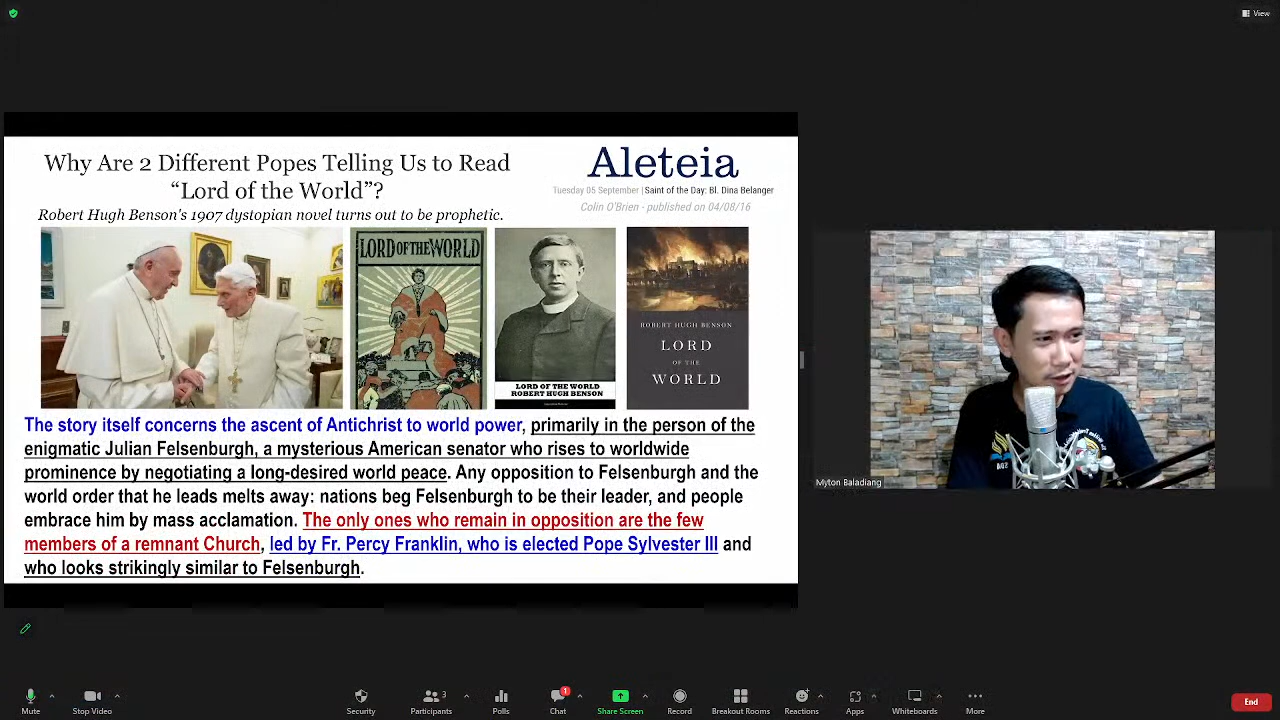 View
Why Are 2 Different Popes Telling Us to Read
“Lord of the World”?
Robert Hugh Benson's 1907 dystopian novel turns out to be prophetic.
Aleteia
Tuesday 05 September | Saint of the Day: Bl. Dina Belanger
Colin O'Brien - published on 04/08/16
LORD OF THE WORLD
LORD OF THE WORLD
ROBERT HUGH BENSON
ROBERT HUGH BENSON
LORD
OF THE
WORLD
The story itself concerns the ascent of Antichrist to world power, primarily in the person of the
enigmatic Julian Felsenburgh, a mysterious American senator who rises to worldwide
prominence by negotiating a long-desired world peace. Any opposition to Felsenburgh and the
world order that he leads melts away: nations beg Felsenburgh to be their leader, and people
embrace him by mass acclamation. The only ones who remain in opposition are the few
members of a remnant Church, led by Fr. Percy Franklin, who is elected Pope Sylvester III and
who looks strikingly similar to Felsenburgh.
Myton Baladiang
Mute
Stop Video
Security
3
Participants
Polls
1
Chat
Share Screen
Record
Breakout Rooms
Reactions
Apps
Whiteboards
More
End